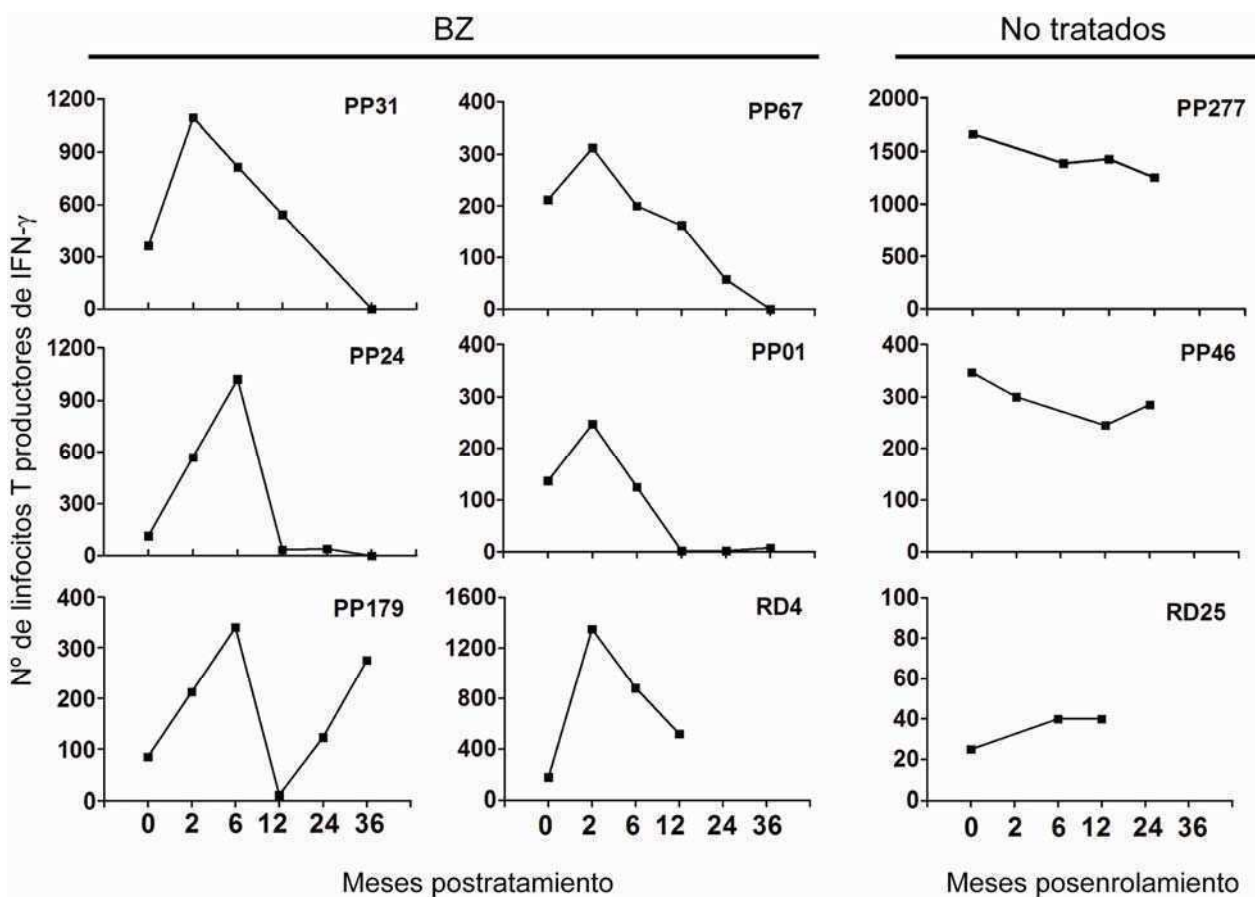 BZ
No tratados
Nº de linfocitos T productores de IFN-γ
1200
900
600
300
0
PP31
400
300
200
100
0
PP67
2000
1500
1000
500
0
PP277
1200
900
600
300
0
PP24
400
300
200
100
0
PP01
400
300
200
100
0
PP46
400
300
200
100
0
PP179
1600
1200
800
400
0
RD4
100
80
60
40
20
0
RD25
0 2 6 12 24 36
0 2 6 12 24 36
0 2 6 12 24 36
Meses postratamiento
Meses posenrolamiento